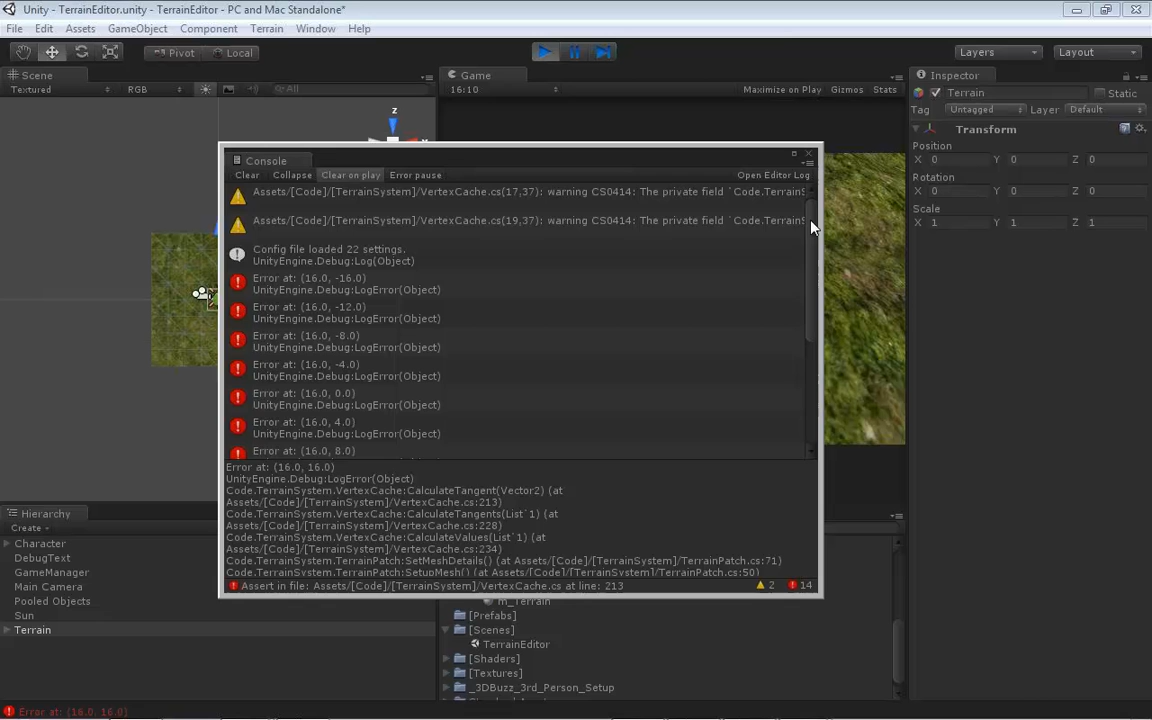 Unity - TerrainEditor.unity - TerrainEditor - PC and Mac Standalone*
File Edit Assets GameObject Component Terrain Window Help
Pivot Local Layers Layout
Scene Game Inspector
Textured RGB All 16:10 Maximize on Play Gizmos Stats
Terrain Static
Tag Untagged Layer Default
Transform
Position
X 0 Y 0 Z 0
Rotation
X 0 Y 0 Z 0
Scale
X 1 Y 1 Z 1
z
Console
Clear Collapse Clear on play Error pause Open Editor Log
Assets/[Code]/[TerrainSystem]/VertexCache.cs(17,37): warning CS0414: The private field `Code.TerrainS
Assets/[Code]/[TerrainSystem]/VertexCache.cs(19,37): warning CS0414: The private field `Code.TerrainS
Config file loaded 22 settings.
UnityEngine.Debug:Log(Object)
Error at: (16.0, -16.0)
UnityEngine.Debug:LogError(Object)
Error at: (16.0, -12.0)
UnityEngine.Debug:LogError(Object)
Error at: (16.0, -8.0)
UnityEngine.Debug:LogError(Object)
Error at: (16.0, -4.0)
UnityEngine.Debug:LogError(Object)
Error at: (16.0, 0.0)
UnityEngine.Debug:LogError(Object)
Error at: (16.0, 4.0)
UnityEngine.Debug:LogError(Object)
Error at: (16.0, 8.0)
Error at: (16.0, 16.0)
UnityEngine.Debug:LogError(Object)
Code.TerrainSystem.VertexCache:CalculateTangent(Vector2) (at
Assets/[Code]/[TerrainSystem]/VertexCache.cs:213)
Code.TerrainSystem.VertexCache:CalculateTangents(List`1) (at
Assets/[Code]/[TerrainSystem]/VertexCache.cs:228)
Code.TerrainSystem.VertexCache:CalculateValues(List`1) (at
Assets/[Code]/[TerrainSystem]/VertexCache.cs:234)
Code.TerrainSystem.TerrainPatch:SetMeshDetails() (at Assets/[Code]/[TerrainSystem]/TerrainPatch.cs:71)
Code.TerrainSystem.TerrainPatch:SetupMesh() (at Assets/[Code]/[TerrainSystem]/TerrainPatch.cs:50)
Assert in file: Assets/[Code]/[TerrainSystem]/VertexCache.cs at line: 213 2 14
Hierarchy
Create
Character
DebugText
GameManager
Main Camera
Pooled Objects
Sun
Terrain
m_Terrain
[Prefabs]
[Scenes]
TerrainEditor
[Shaders]
[Textures]
_3DBuzz_3rd_Person_Setup
Error at: (16.0, 16.0)